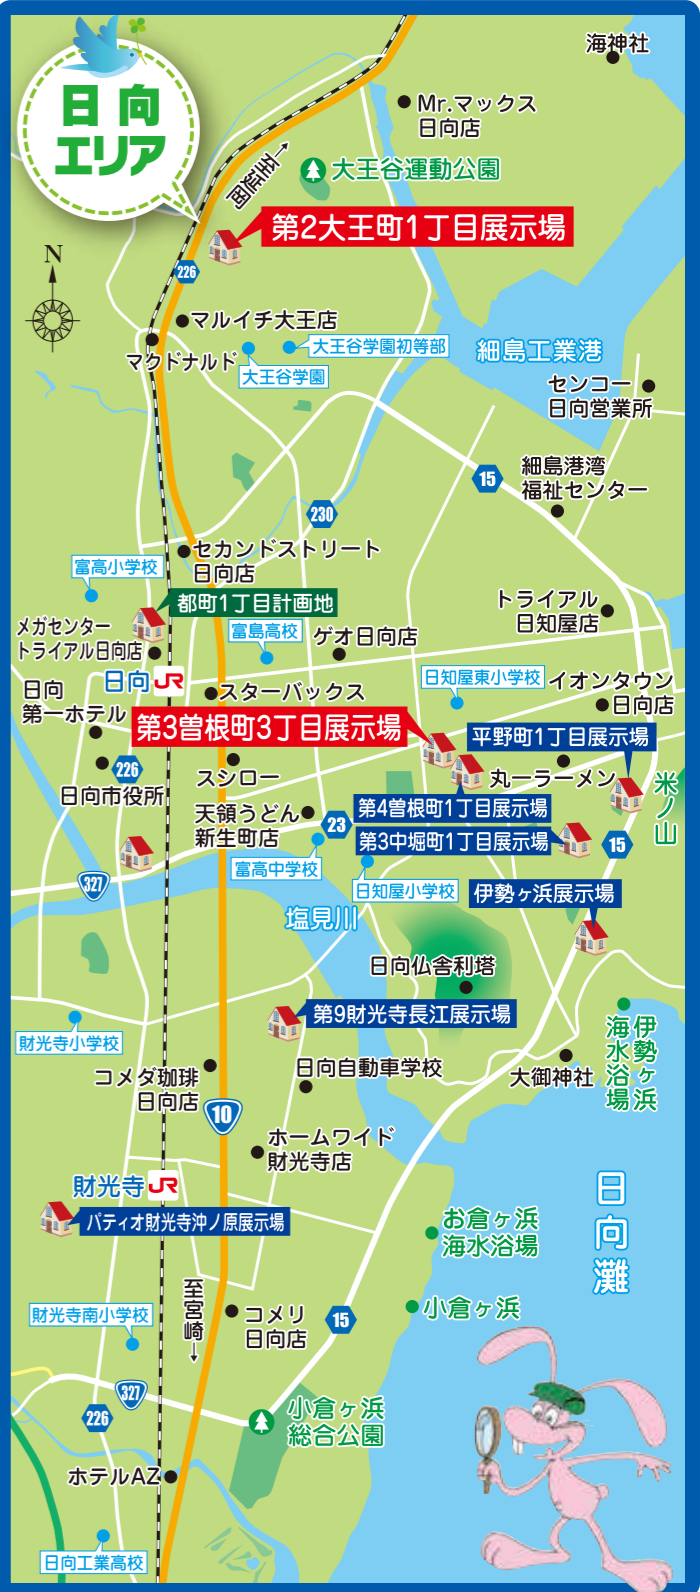 日向
エリア
海神社
Mr.マックス
日向店
至延岡→
大王谷運動公園
第2大王町1丁目展示場
N
226
マルイチ大王店
マクドナルド
大王谷学園初等部
大王谷学園
細島工業港
センコー
日向営業所
15
細島港湾
福祉センター
230
セカンドストリート
日向店
富高小学校
都町1丁目計画地
トライアル
日知屋店
メガセンター
トライアル日向店
富島高校
ゲオ日向店
日向 JR
スターバックス
日知屋東小学校
イオンタウン
日向店
日向
第一ホテル
第3曽根町3丁目展示場
平野町1丁目展示場
226
日向市役所
スシロー
丸一ラーメン
米ノ山
天領うどん
新生町店
23
第4曽根町1丁目展示場
第3中堀町1丁目展示場
15
富高中学校
日知屋小学校
327
伊勢ヶ浜展示場
塩見川
日向仏舎利塔
第9財光寺長江展示場
財光寺小学校
伊勢ヶ浜
海水浴場
コメダ珈琲
日向店
日向自動車学校
大御神社
10
ホームワイド
財光寺店
財光寺 JR
日向灘
パティオ財光寺沖ノ原展示場
お倉ヶ浜
海水浴場
至宮崎→
小倉ヶ浜
財光寺南小学校
コメリ
日向店
15
327
226
小倉ヶ浜
総合公園
ホテルAZ
日向工業高校